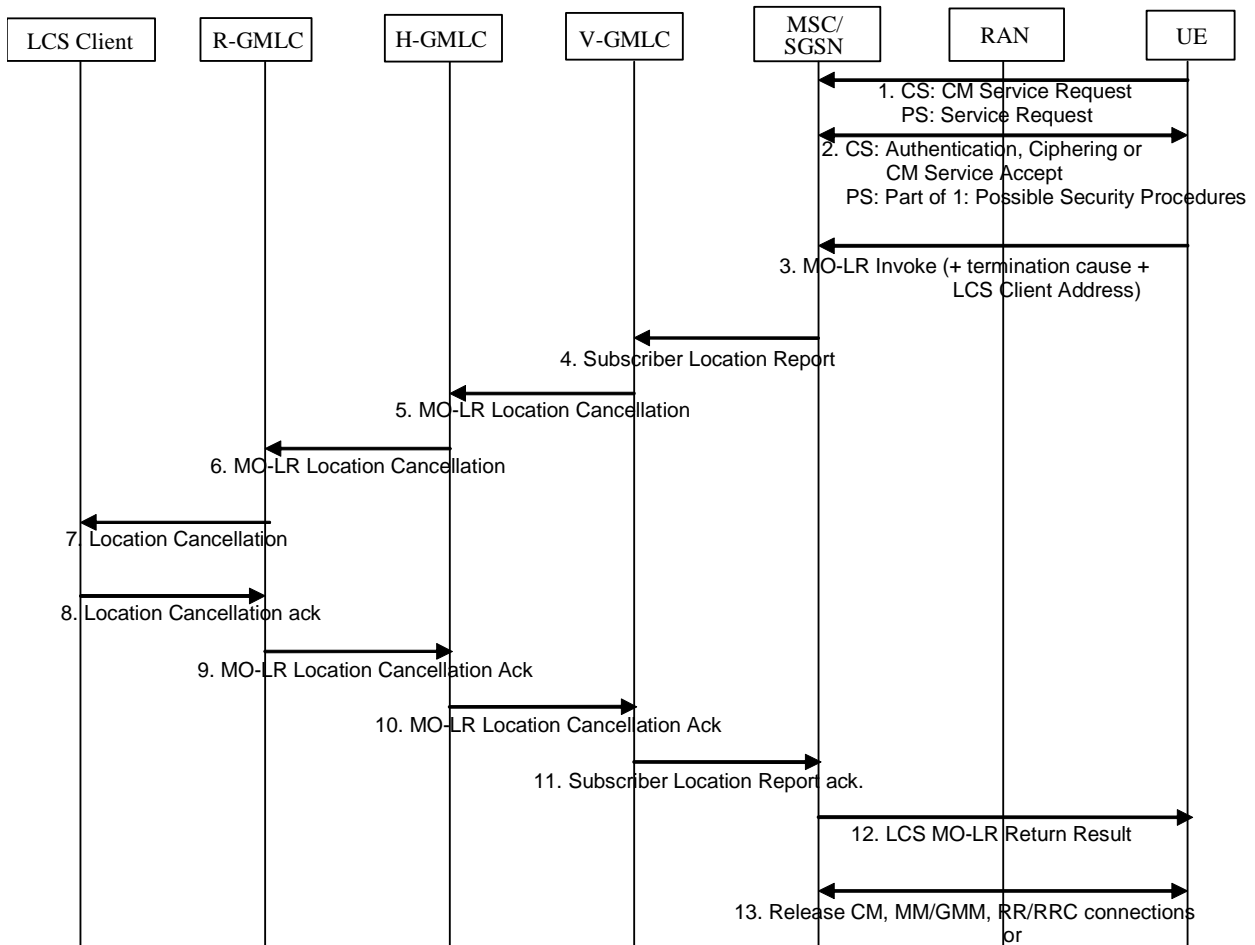 LCS Client
R-GMLC
H-GMLC
V-GMLC
MSC/
SGSN
RAN
UE
1. CS: CM Service Request
PS: Service Request
2. CS: Authentication, Ciphering or
CM Service Accept
PS: Part of 1: Possible Security Procedures
3. MO-LR Invoke (+ termination cause +
LCS Client Address)
4. Subscriber Location Report
5. MO-LR Location Cancellation
6. MO-LR Location Cancellation
7. Location Cancellation
8. Location Cancellation ack
9. MO-LR Location Cancellation Ack
10. MO-LR Location Cancellation Ack
11. Subscriber Location Report ack.
12. LCS MO-LR Return Result
13. Release CM, MM/GMM, RR/RRC connections
or